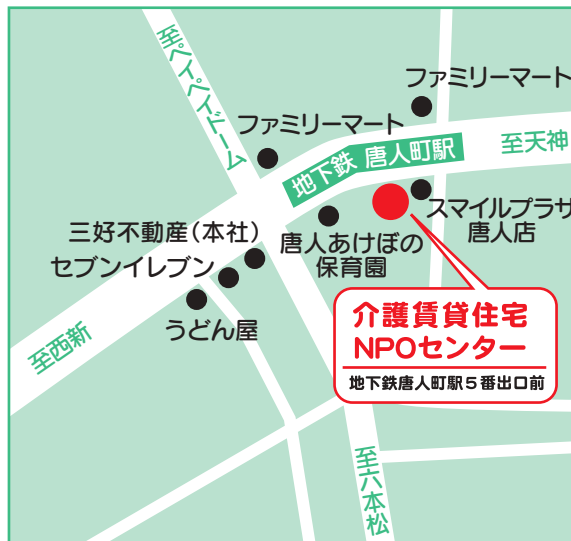 至ペイペイドーム
ファミリーマート
ファミリーマート
地下鉄 唐人町駅
至天神
スマイルプラザ
唐人店
唐人あけぼの
保育園
三好不動産(本社)
セブンイレブン
うどん屋
至西新
介護賃貸住宅
NPOセンター
地下鉄唐人町駅5番出口前
至六本松